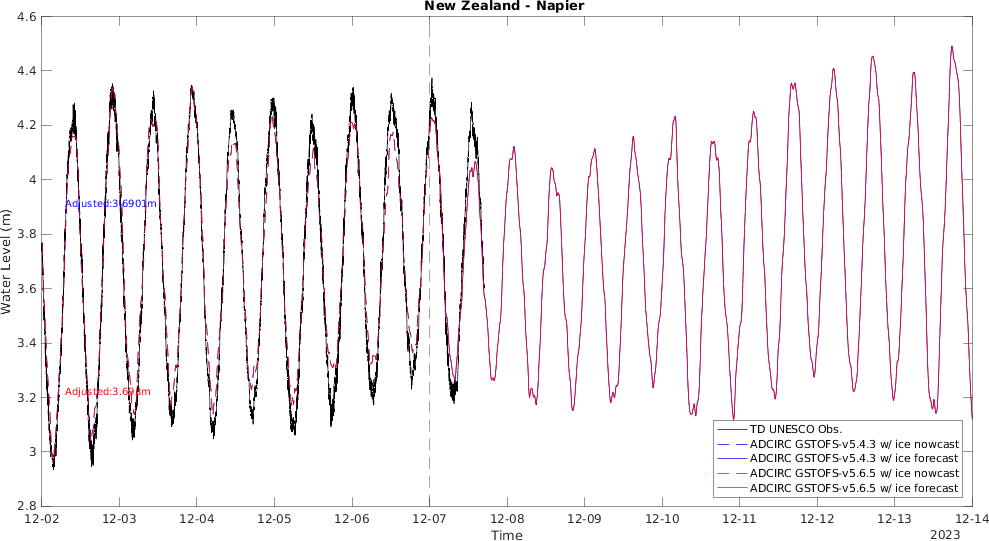 New Zealand - Napier
4.6
4.4
4.2
4
3.8
3.6
3.4
3.2
3
2.8
Water Level (m)
Adjusted:3.6901m
Adjusted:3.693m
TD UNESCO Obs.
ADCIRC GSTOFS-v5.4.3 w/ ice nowcast
ADCIRC GSTOFS-v5.4.3 w/ ice forecast
ADCIRC GSTOFS-v5.6.5 w/ ice nowcast
ADCIRC GSTOFS-v5.6.5 w/ ice forecast
12-02 12-03 12-04 12-05 12-06 12-07 12-08 12-09 12-10 12-11 12-12 12-13 12-14
Time
2023